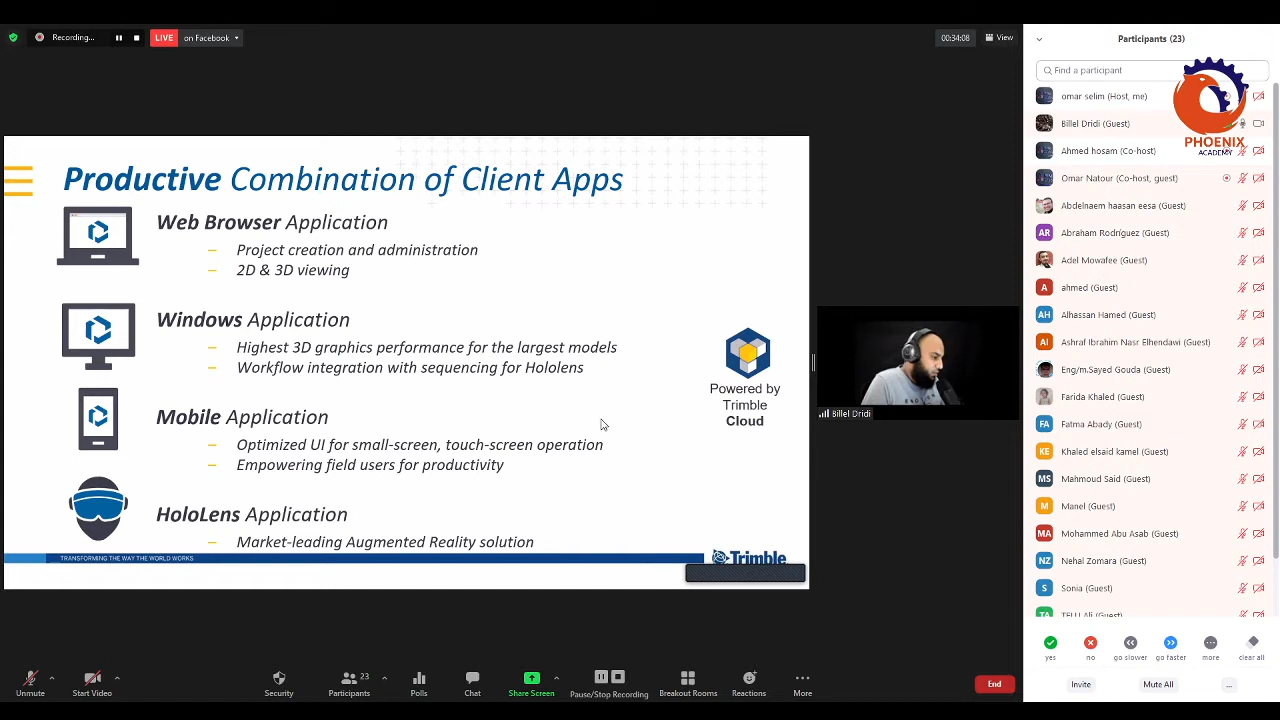 Recording...
LIVE on Facebook
00:34:08
View
Participants (23)
Find a participant
PHOENIX
ACADEMY
omar selim (Host, me)
Billel Dridi (Guest)
Ahmed hosam (Co-host)
Omar Natour (Co-host, guest)
Abdelnaem haasan eesa (Guest)
AR Abraham Rodríguez (Guest)
Adel Mowafee (Guest)
A ahmed (Guest)
AH Alhassan Hamed (Guest)
AI Ashraf Ibrahim Nasr Elhendawi (Guest)
Eng/m.Sayed Gouda (Guest)
Farida Khaled (Guest)
FA Fatma Abady (Guest)
KE Khaled elsaid kamel (Guest)
MS Mahmoud Said (Guest)
M Manel (Guest)
MA Mohammed Abu Asab (Guest)
NZ Nehal Zomara (Guest)
S Sonia (Guest)
yes
no
go slower
go faster
more
clear all
Invite
Mute All
...
Productive Combination of Client Apps
Web Browser Application
– Project creation and administration
– 2D & 3D viewing
Windows Application
– Highest 3D graphics performance for the largest models
– Workflow integration with sequencing for Hololens
Mobile Application
– Optimized UI for small-screen, touch-screen operation
– Empowering field users for productivity
HoloLens Application
– Market-leading Augmented Reality solution
Powered by
Trimble
Cloud
TRANSFORMING THE WAY THE WORLD WORKS
Trimble
Billel Dridi
Unmute
Start Video
Security
23
Participants
Polls
Chat
Share Screen
Pause/Stop Recording
Breakout Rooms
Reactions
More
End